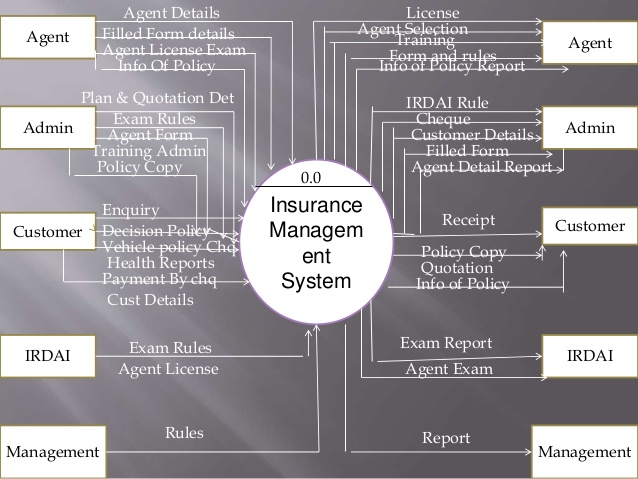 Agent
Agent Details
Filled Form details
Agent License Exam
Info Of Policy
License
Agent Selection
Training
Form and rules
Info of Policy Report
Agent
Admin
Plan & Quotation Det
Exam Rules
Agent Form
Training Admin
Policy Copy
IRDAI Rule
Cheque
Customer Details
Filled Form
Agent Detail Report
Admin
0.0
Insurance
Managem
ent
System
Customer
Enquiry
Decision Policy
Vehicle policy Chq
Health Reports
Payment By chq
Cust Details
Receipt
Policy Copy
Quotation
Info of Policy
Customer
IRDAI
Exam Rules
Agent License
Exam Report
Agent Exam
IRDAI
Management
Rules
Report
Management